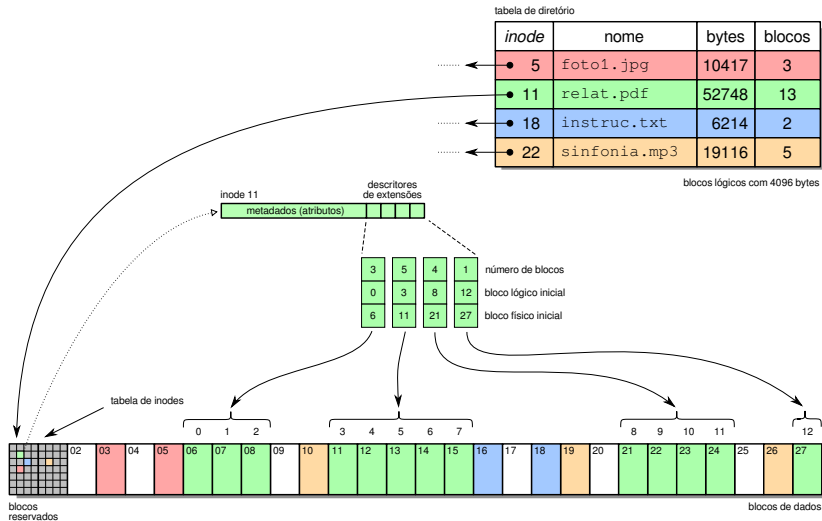 tabela de diretório
inode nome bytes blocos
5 foto1.jpg 10417 3
11 relat.pdf 52748 13
18 instruc.txt 6214 2
22 sinfonia.mp3 19116 5
blocos lógicos com 4096 bytes
inode 11
descritores
de extensões
metadados (atributos)
3 5 4 1 número de blocos
0 3 8 12 bloco lógico inicial
6 11 21 27 bloco físico inicial
tabela de inodes
0 1 2 3 4 5 6 7 8 9 10 11 12
02 03 04 05 06 07 08 09 10 11 12 13 14 15 16 17 18 19 20 21 22 23 24 25 26 27
blocos
reservados
blocos de dados